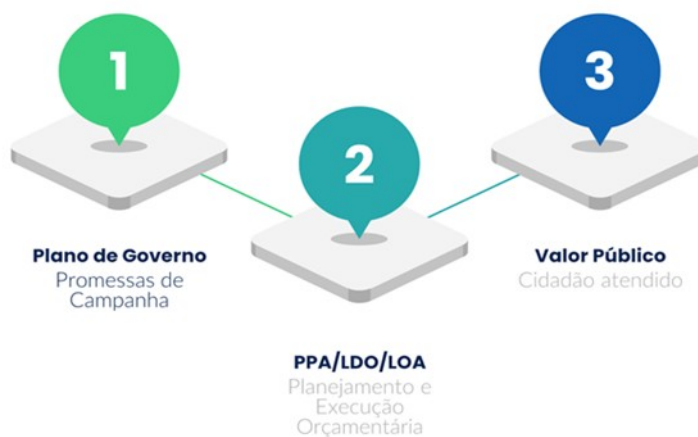 1
Plano de Governo
Promessas de
Campanha
2
PPA/LDO/LOA
Planejamento e
Execução
Orçamentária
3
Valor Público
Cidadão atendido